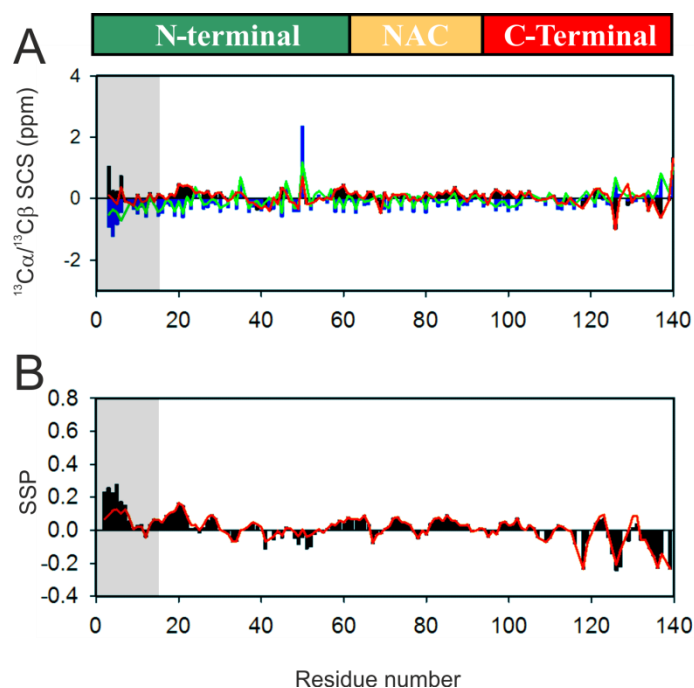 A
N-terminal NAC C-Terminal
¹³Cα/¹³Cβ SCS (ppm)
4
2
0
-2
0 20 40 60 80 100 120 140
B
SSP
0.8
0.6
0.4
0.2
0.0
-0.2
-0.4
0 20 40 60 80 100 120 140
Residue number